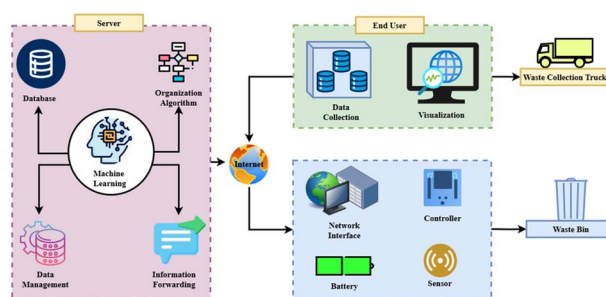 Server
Database
Organization
Algorithm
Machine
Learning
Data
Management
Information
Forwarding
Internet
End User
Data
Collection
Visualization
Waste Collection Truck
Network
Interface
Controller
Battery
Sensor
Waste Bin